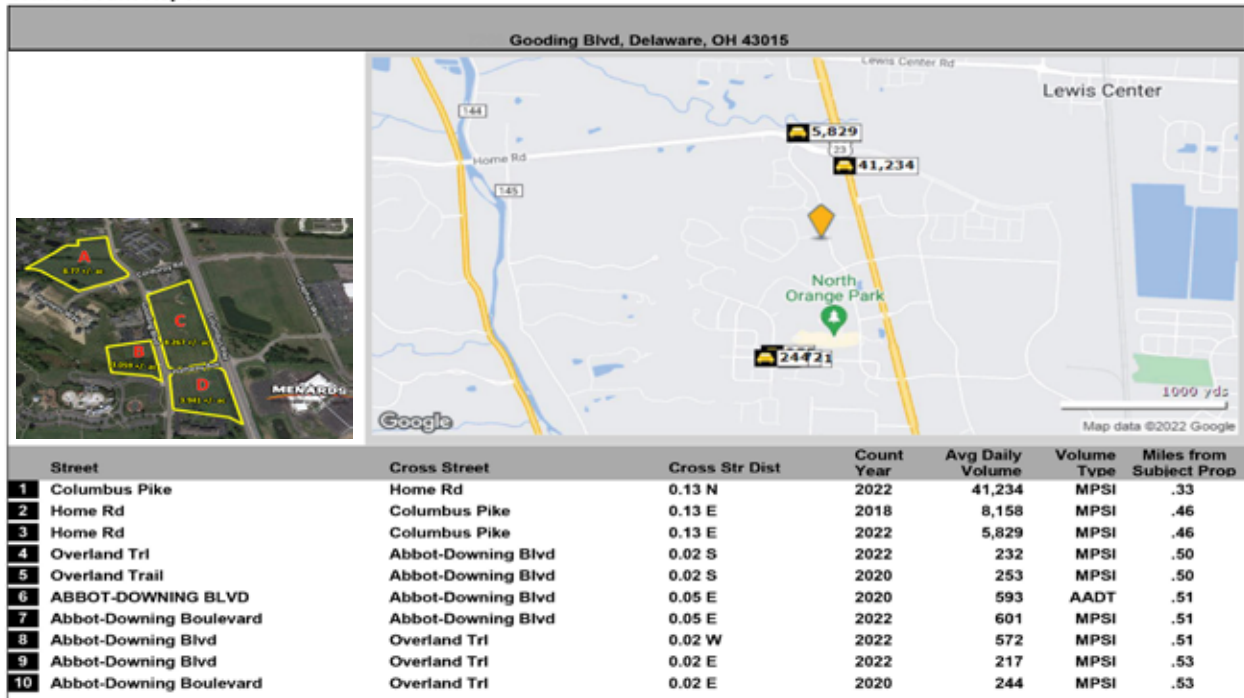 Gooding Blvd, Delaware, OH 43015
Lewis Center Rd
Lewis Center
144
5,829
23
41,234
Home Rd
145
North
Orange Park
244
1000 yds
Google
Map data ©2022 Google
A
C
B
D
MENARDS
Street Cross Street Cross Str Dist Count Year Avg Daily Volume Volume Type Miles from Subject Prop
1 Columbus Pike Home Rd 0.13 N 2022 41,234 MPSI .33
2 Home Rd Columbus Pike 0.13 E 2018 8,158 MPSI .46
3 Home Rd Columbus Pike 0.13 E 2022 5,829 MPSI .46
4 Overland Trl Abbot-Downing Blvd 0.02 S 2022 232 MPSI .50
5 Overland Trail Abbot-Downing Blvd 0.02 S 2020 253 MPSI .50
6 ABBOT-DOWNING BLVD Abbot-Downing Blvd 0.05 E 2020 593 AADT .51
7 Abbot-Downing Boulevard Abbot-Downing Blvd 0.05 E 2022 601 MPSI .51
8 Abbot-Downing Blvd Overland Trl 0.02 W 2022 572 MPSI .51
9 Abbot-Downing Blvd Overland Trl 0.02 E 2022 217 MPSI .53
10 Abbot-Downing Boulevard Overland Trl 0.02 E 2020 244 MPSI .53